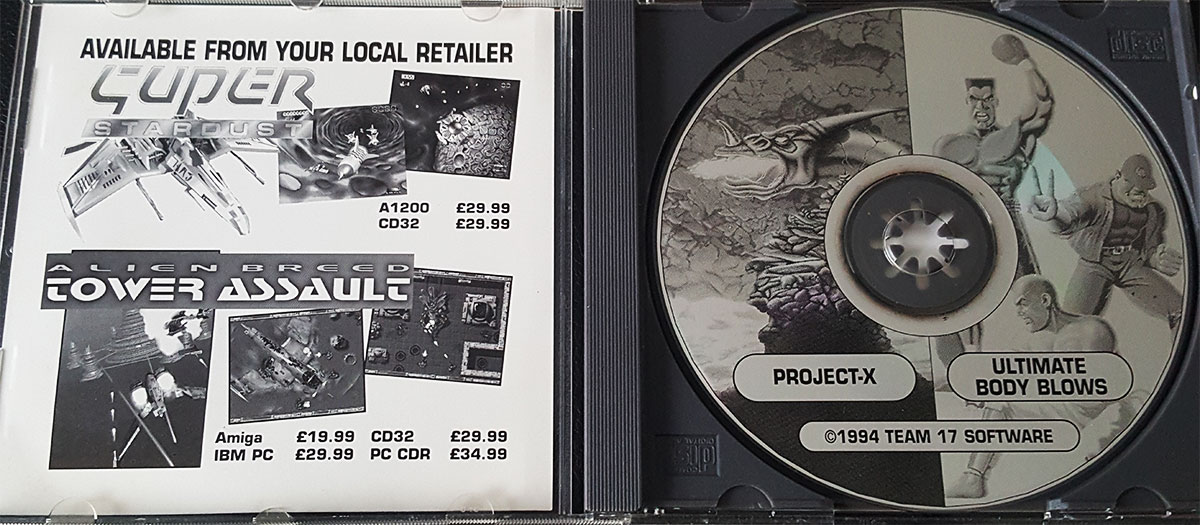 AVAILABLE FROM YOUR LOCAL RETAILER
SUPER
STARDUST
A1200 £29.99
CD32 £29.99
ALIEN BREED
TOWER ASSAULT
Amiga £19.99 CD32 £29.99
IBM PC £29.99 PC CDR £34.99
disc
PROJECT-X
ULTIMATE
BODY BLOWS
©1994 TEAM 17 SOFTWARE
disc